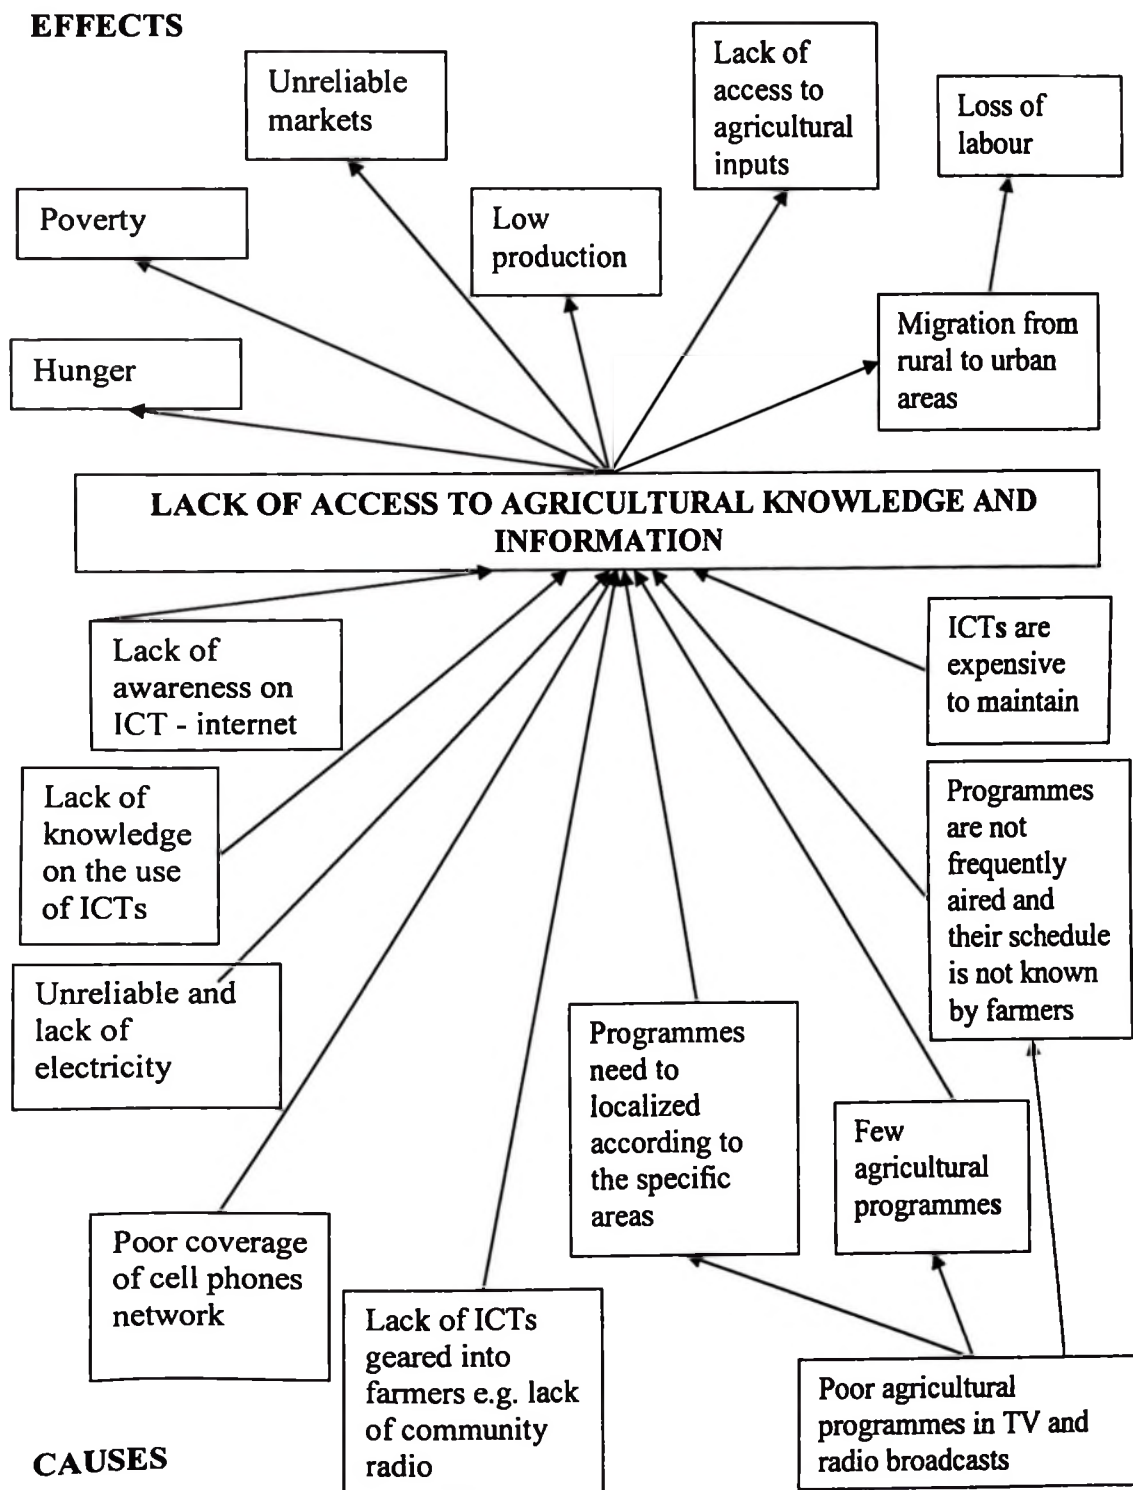 EFFECTS
Unreliable
markets
Lack of
access to
agricultural
inputs
Loss of
labour
Poverty
Low
production
Migration from
rural to urban
areas
Hunger
LACK OF ACCESS TO AGRICULTURAL KNOWLEDGE AND
INFORMATION
Lack of
awareness on
ICT - internet
ICTs are
expensive
to maintain
Lack of
knowledge
on the use
of ICTs
Programmes
are not
frequently
aired and
their schedule
is not known
by farmers
Unreliable and
lack of
electricity
Programmes
need to
localized
according to
the specific
areas
Few
agricultural
programmes
Poor coverage
of cell phones
network
Lack of ICTs
geared into
farmers e.g. lack
of community
radio
Poor agricultural
programmes in TV and
radio broadcasts
CAUSES